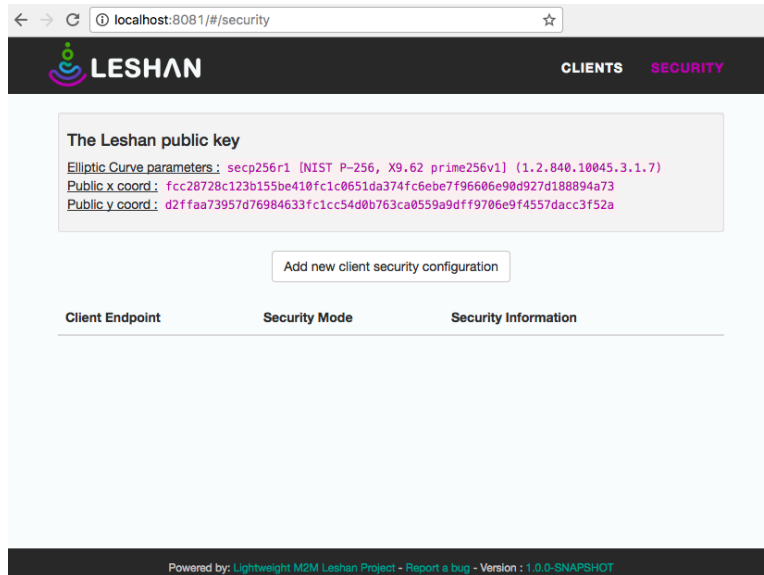 localhost:8081/#/security
LESHΛN
CLIENTS SECURITY
The Leshan public key
Elliptic Curve parameters : secp256r1 [NIST P-256, X9.62 prime256v1] (1.2.840.10045.3.1.7)
Public x coord : fcc28728c123b155be410fc1c0651da374fc6ebe7f96606e90d927d188894a73
Public y coord : d2ffaa73957d76984633fc1cc54d0b763ca0559a9dff9706e9f4557dacc3f52a
Add new client security configuration
Client Endpoint Security Mode Security Information
Powered by: Lightweight M2M Leshan Project - Report a bug - Version : 1.0.0-SNAPSHOT